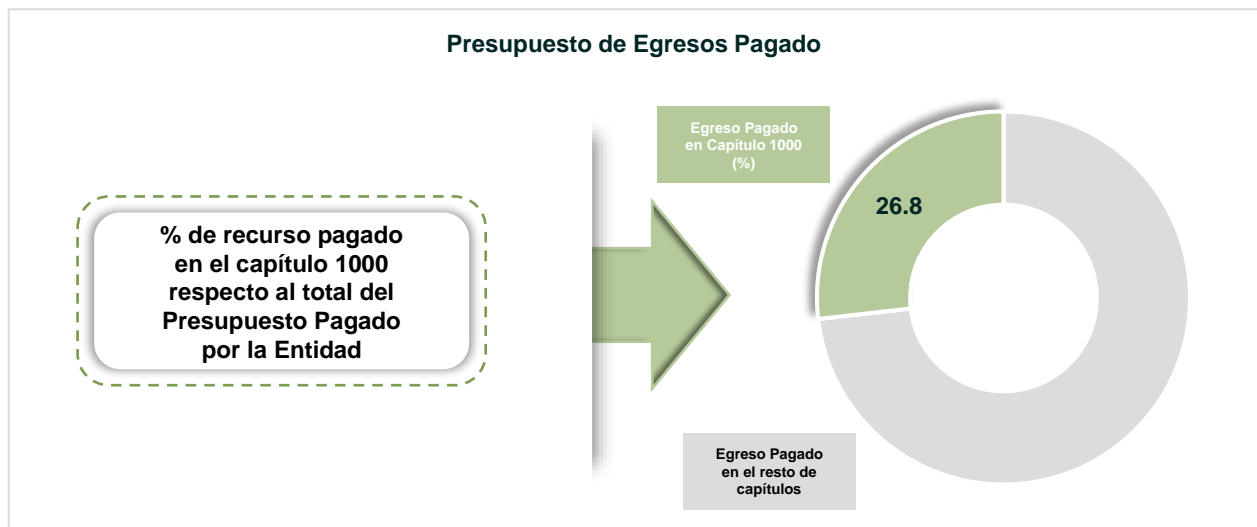 Presupuesto de Egresos Pagado
Egreso Pagado
en Capítulo 1000
(%)
26.8
% de recurso pagado
en el capítulo 1000
respecto al total del
Presupuesto Pagado
por la Entidad
Egreso Pagado
en el resto de
capítulos